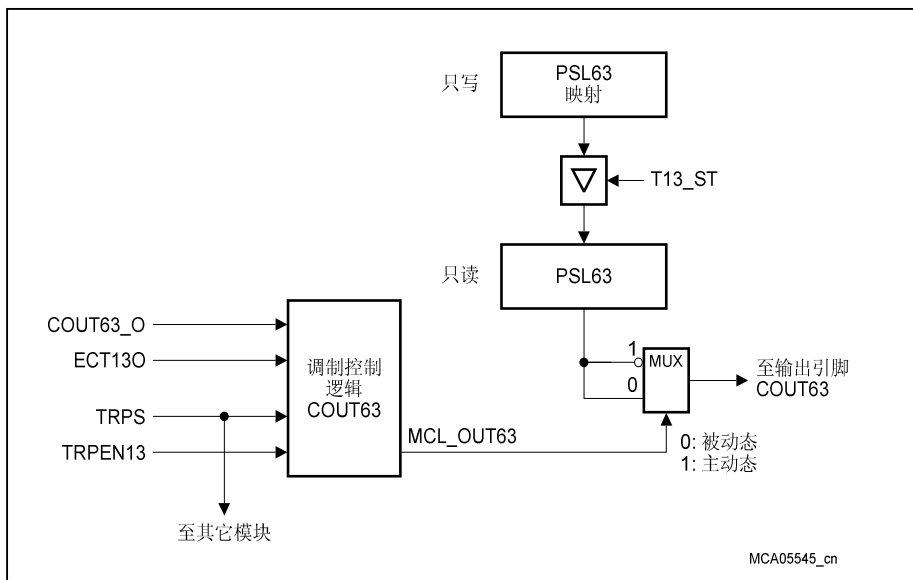 只写
PSL63
映射
T13_ST
只读
PSL63
COUT63_O
ECT13O
TRPS
TRPEN13
调制控制
逻辑
COUT63
MCL_OUT63
1
0
MUX
至输出引脚
COUT63
0: 被动态
1: 主动态
至其它模块
MCA05545_cn